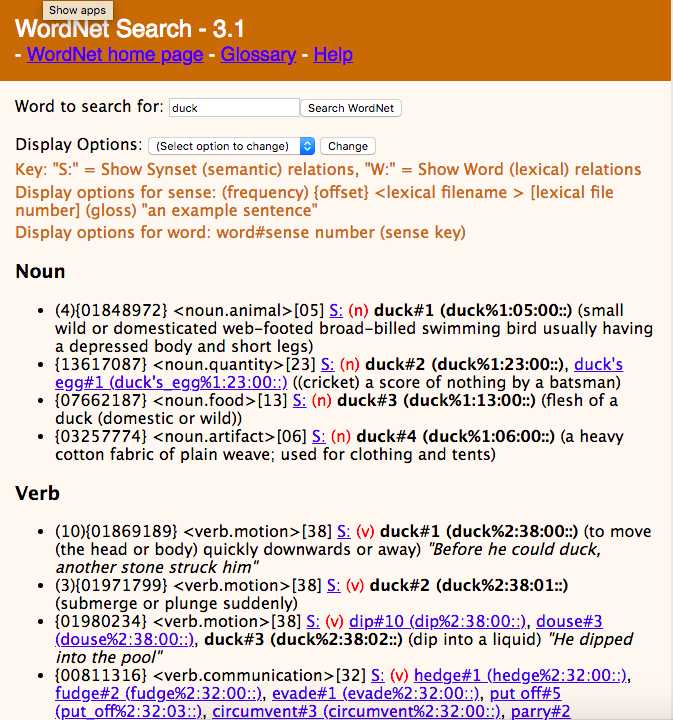 Show apps
WordNet Search - 3.1
- WordNet home page - Glossary - Help
Word to search for: duck Search WordNet
Display Options: (Select option to change) Change
Key: "S:" = Show Synset (semantic) relations, "W:" = Show Word (lexical) relations
Display options for sense: (frequency) {offset} <lexical filename > [lexical file
number] (gloss) "an example sentence"
Display options for word: word#sense number (sense key)
Noun
• (4){01848972} <noun.animal>[05] S: (n) duck#1 (duck%1:05:00::) (small
wild or domesticated web-footed broad-billed swimming bird usually having
a depressed body and short legs)
• {13617087} <noun.quantity>[23] S: (n) duck#2 (duck%1:23:00::), duck's
egg#1 (duck's_egg%1:23:00::) ((cricket) a score of nothing by a batsman)
• {07662187} <noun.food>[13] S: (n) duck#3 (duck%1:13:00::) (flesh of a
duck (domestic or wild))
• {03257774} <noun.artifact>[06] S: (n) duck#4 (duck%1:06:00::) (a heavy
cotton fabric of plain weave; used for clothing and tents)
Verb
• (10){01869189} <verb.motion>[38] S: (v) duck#1 (duck%2:38:00::) (to move
(the head or body) quickly downwards or away) "Before he could duck,
another stone struck him"
• (3){01971799} <verb.motion>[38] S: (v) duck#2 (duck%2:38:01::)
(submerge or plunge suddenly)
• {01980234} <verb.motion>[38] S: (v) dip#10 (dip%2:38:00::), douse#3
(douse%2:38:00::), duck#3 (duck%2:38:02::) (dip into a liquid) "He dipped
into the pool"
• {00811316} <verb.communication>[32] S: (v) hedge#1 (hedge%2:32:00::),
fudge#2 (fudge%2:32:00::), evade#1 (evade%2:32:00::), put off#5
(put_off%2:32:03::), circumvent#3 (circumvent%2:32:00::), parry#2